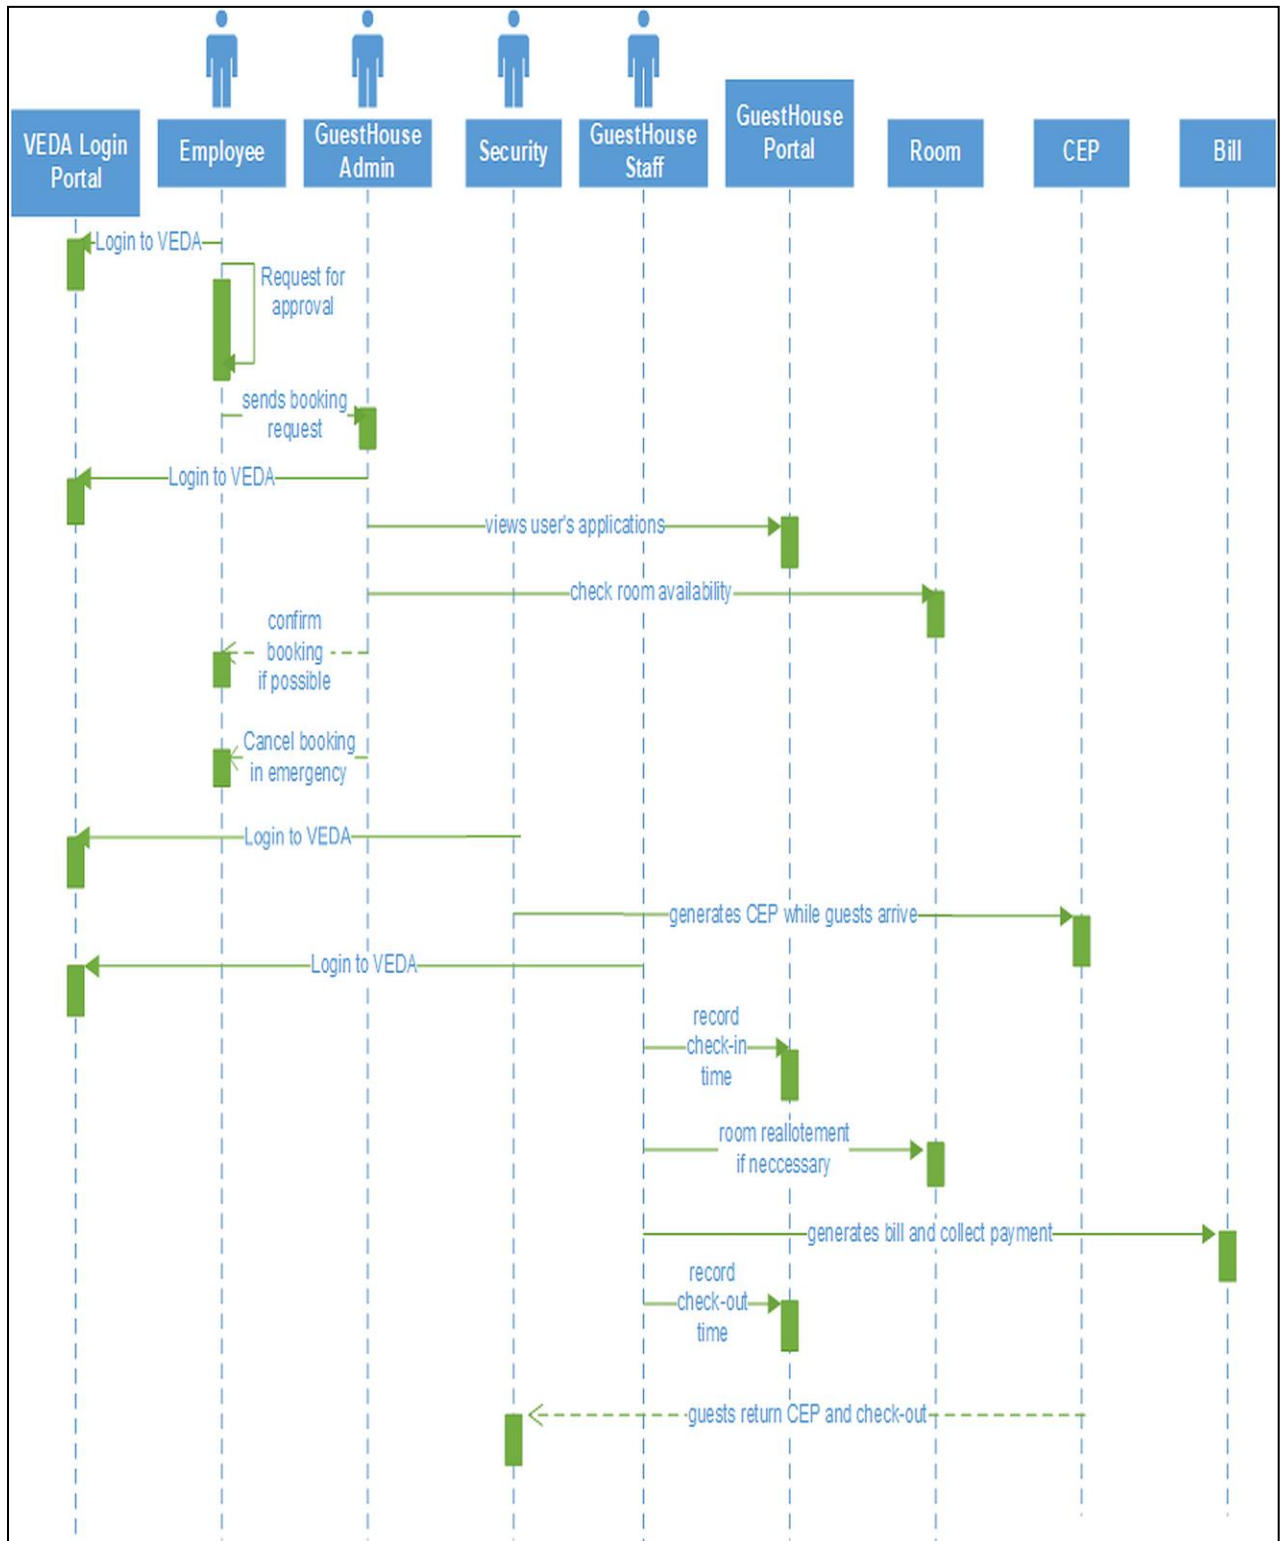 VEDA Login
Portal
Employee
GuestHouse
Admin
Security
GuestHouse
Staff
GuestHouse
Portal
Room
CEP
Bill
Login to VEDA
Request for
approval
sends booking
request
Login to VEDA
views user's applications
check room availability
confirm
booking
if possible
Cancel booking
in emergency
Login to VEDA
generates CEP while guests arrive
Login to VEDA
record
check-in
time
room reallotement
if neccessary
generates bill and collect payment
record
check-out
time
guests return CEP and check-out